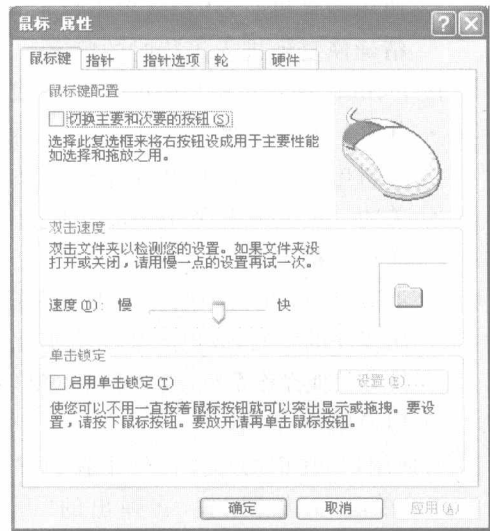 鼠标 属性
鼠标键 指针 指针选项 轮 硬件
鼠标键配置
切换主要和次要的按钮(S)
选择此复选框来将右按钮设成用于主要性能
如选择和拖放之用。
双击速度
双击文件夹以检测您的设置。如果文件夹没
打开或关闭，请用慢一点的设置再试一次。
速度(D): 慢 快
单击锁定
启用单击锁定(T) 设置(E)...
使您可以不用一直按着鼠标按钮就可以突出显示或拖拽。要设
置，请按下鼠标按钮。要放开请再单击鼠标按钮。
确定 取消 应用(A)